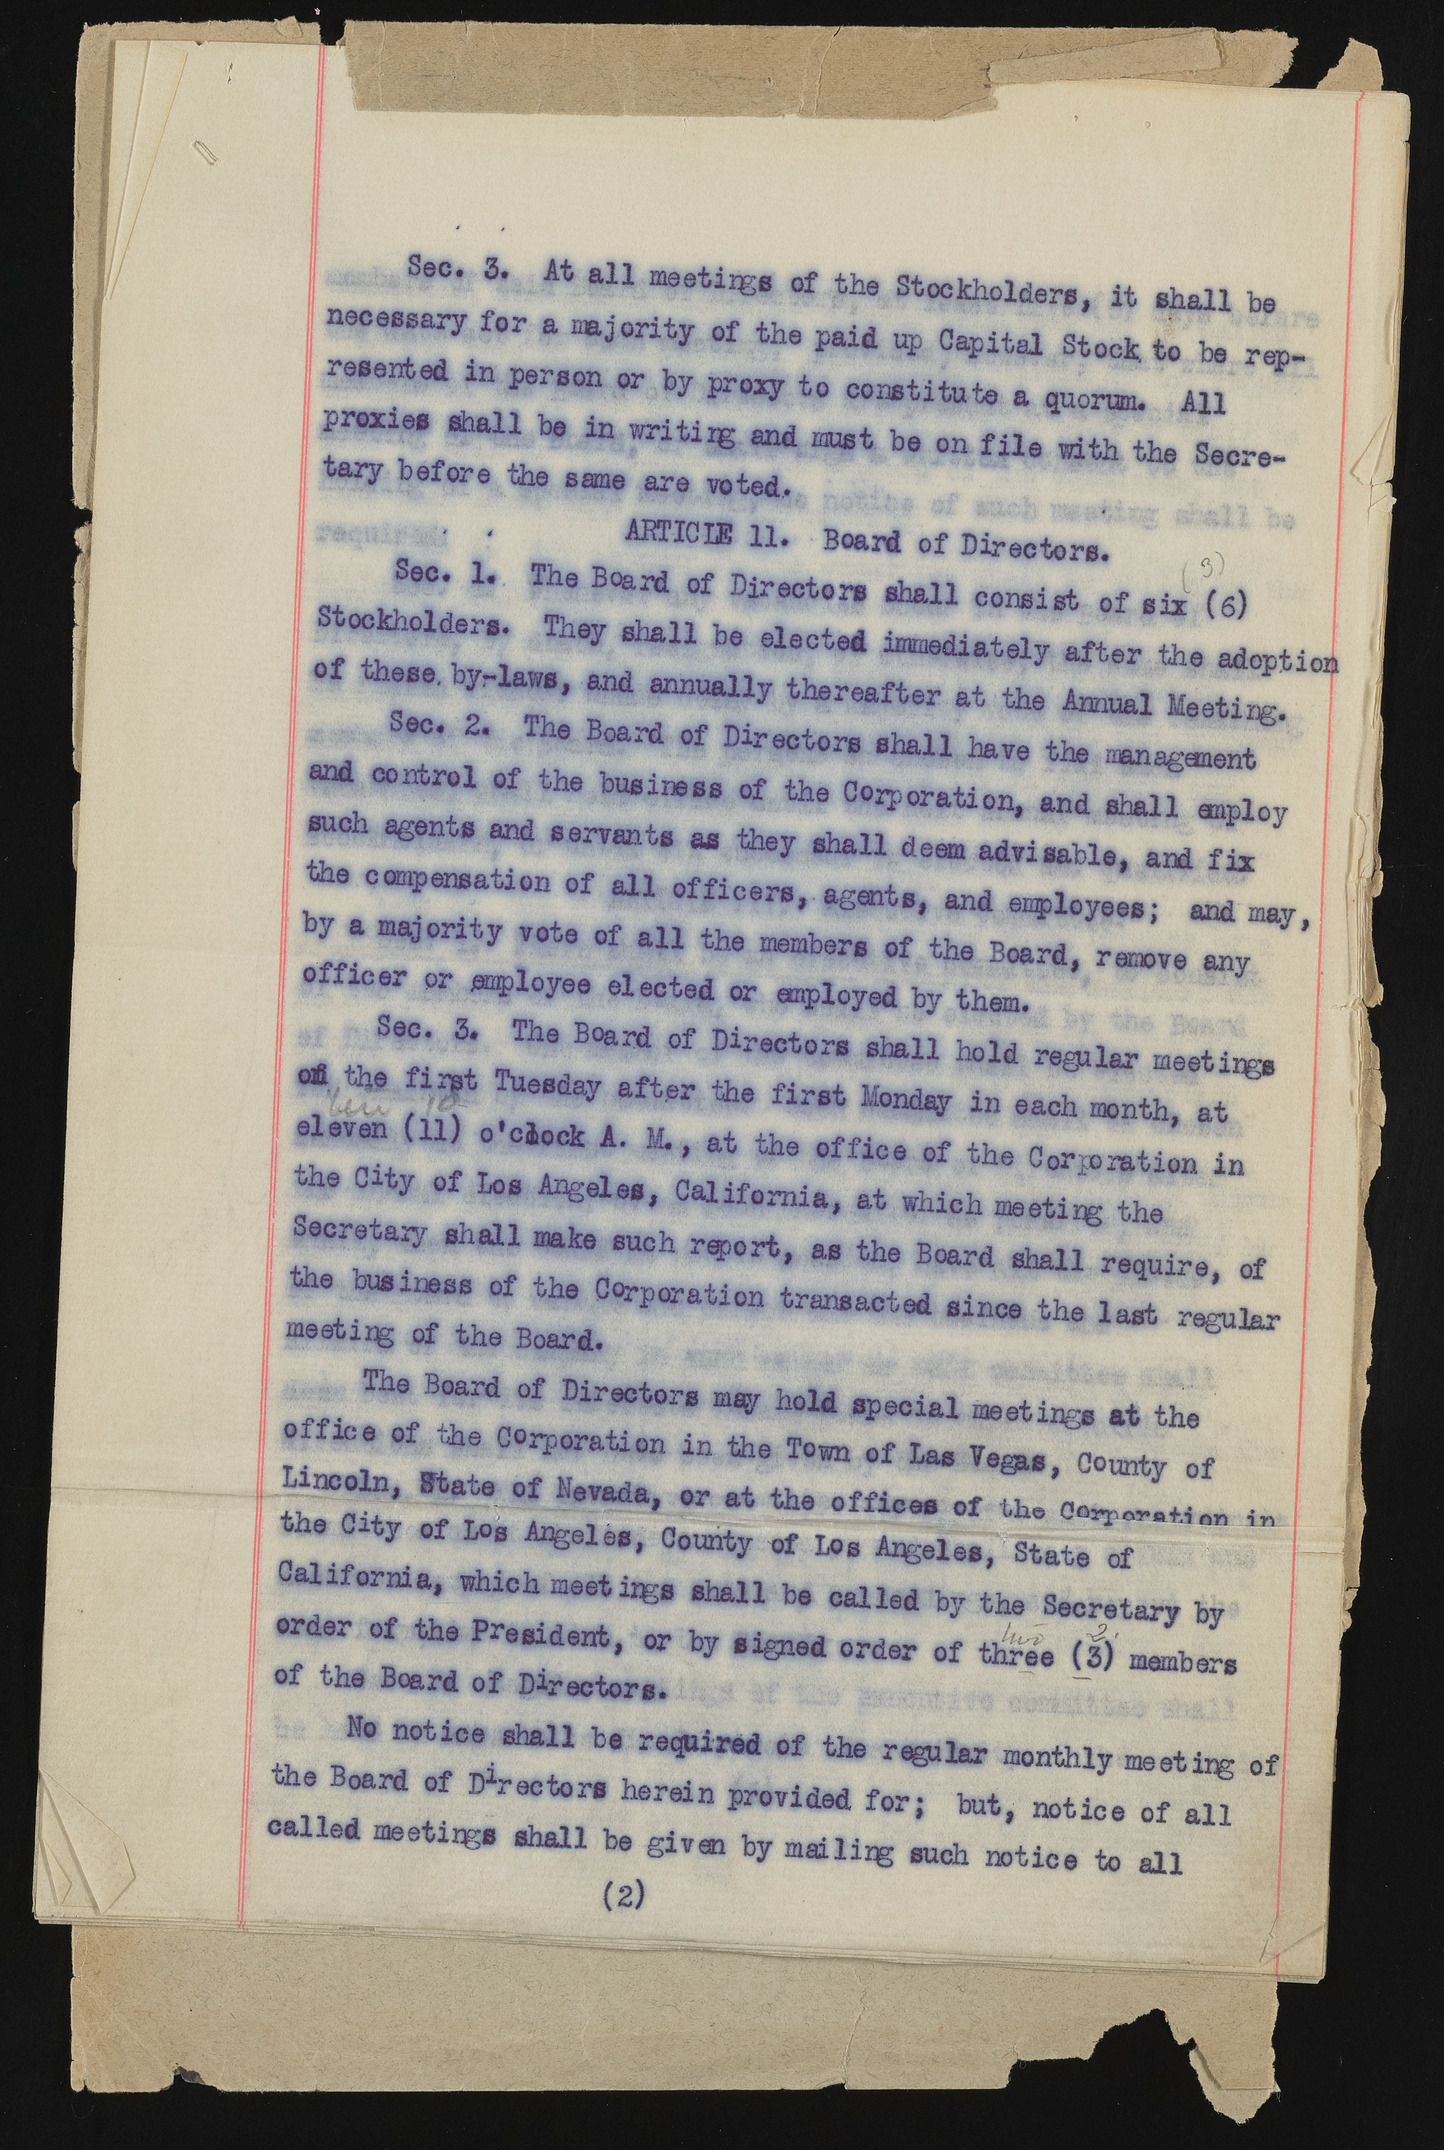 Sec. 3. At all meetings of the Stockholders, it shall be
necessary for a majority of the paid up Capital Stock to be rep-
resented in person or by proxy to constitute a quorum. All
proxies shall be in writing and must be on file with the Secre-
tary before the same are voted.
ARTICLE 11. Board of Directors.
(3)
Sec. 1. The Board of Directors shall consist of six (6)
Stockholders. They shall be elected immediately after the adoption
of these by-laws, and annually thereafter at the Annual Meeting.
Sec. 2. The Board of Directors shall have the management
and control of the business of the Corporation, and shall employ
such agents and servants as they shall deem advisable, and fix
the compensation of all officers, agents, and employees; and may,
by a majority vote of all the members of the Board, remove any
officer or employee elected or employed by them.
Sec. 3. The Board of Directors shall hold regular meetings
on the first Tuesday after the first Monday in each month, at
ten 10
eleven (11) o'clock A. M., at the office of the Corporation in
the City of Los Angeles, California, at which meeting the
Secretary shall make such report, as the Board shall require, of
the business of the Corporation transacted since the last regular
meeting of the Board.
The Board of Directors may hold special meetings at the
office of the Corporation in the Town of Las Vegas, County of
Lincoln, State of Nevada, or at the offices of the Corporation in
the City of Los Angeles, County of Los Angeles, State of
California, which meetings shall be called by the Secretary by
two 2
order of the President, or by signed order of three (3) members
of the Board of Directors.
No notice shall be required of the regular monthly meeting of
the Board of Directors herein provided for; but, notice of all
called meetings shall be given by mailing such notice to all
(2)